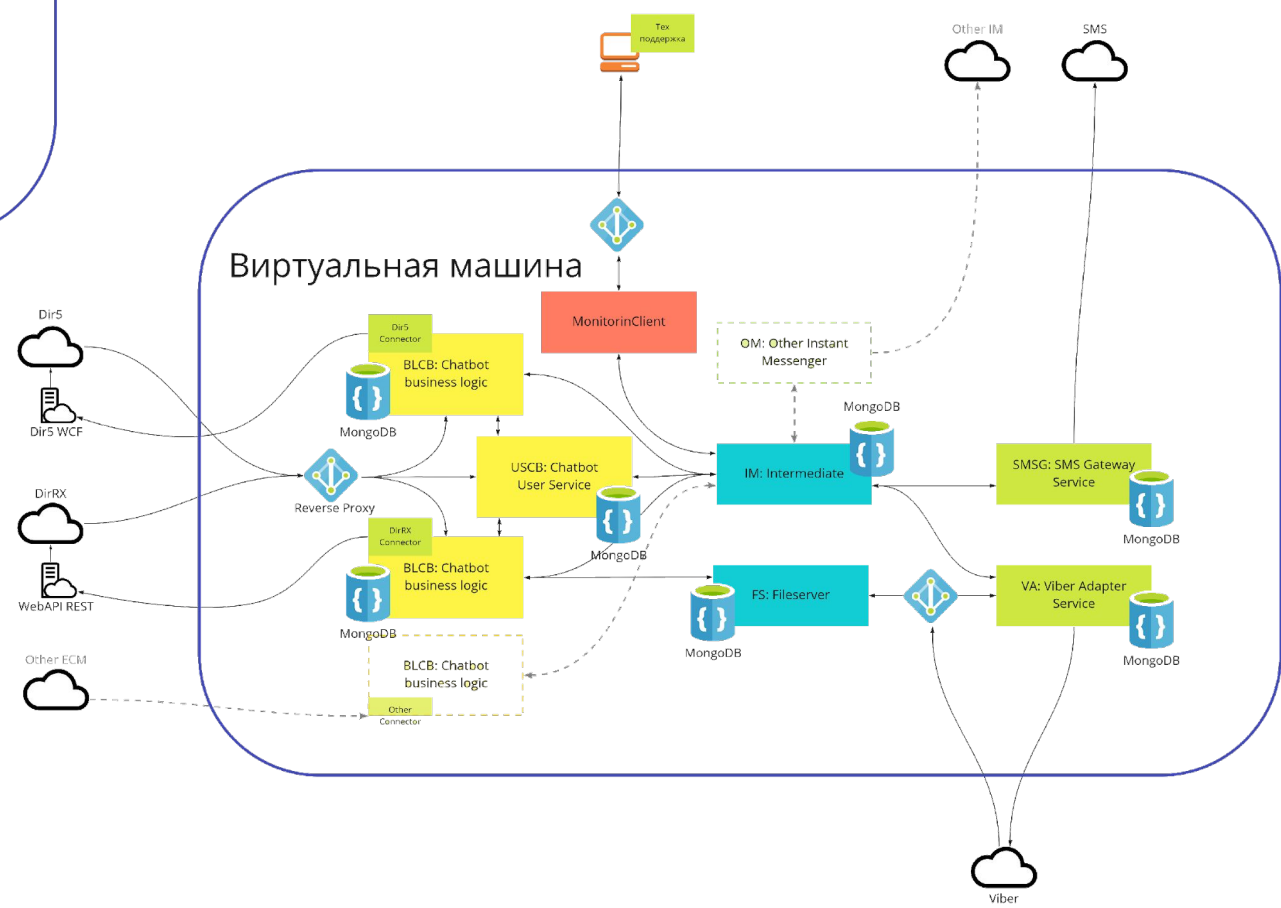 Тех
поддержка
Other IM
SMS
Виртуальная машина
MonitorinClient
Dir5
Dir5 WCF
DirRX
WebAPI REST
Other ECM
Dir5
Connector
BLCB: Chatbot
business logic
MongoDB
USCB: Chatbot
User Service
MongoDB
Reverse Proxy
DirRX
Connector
BLCB: Chatbot
business logic
MongoDB
BLCB: Chatbot
business logic
Other
Connector
OM: Other Instant
Messenger
MongoDB
IM: Intermediate
FS: Fileserver
MongoDB
SMSG: SMS Gateway
Service
MongoDB
VA: Viber Adapter
Service
MongoDB
Viber